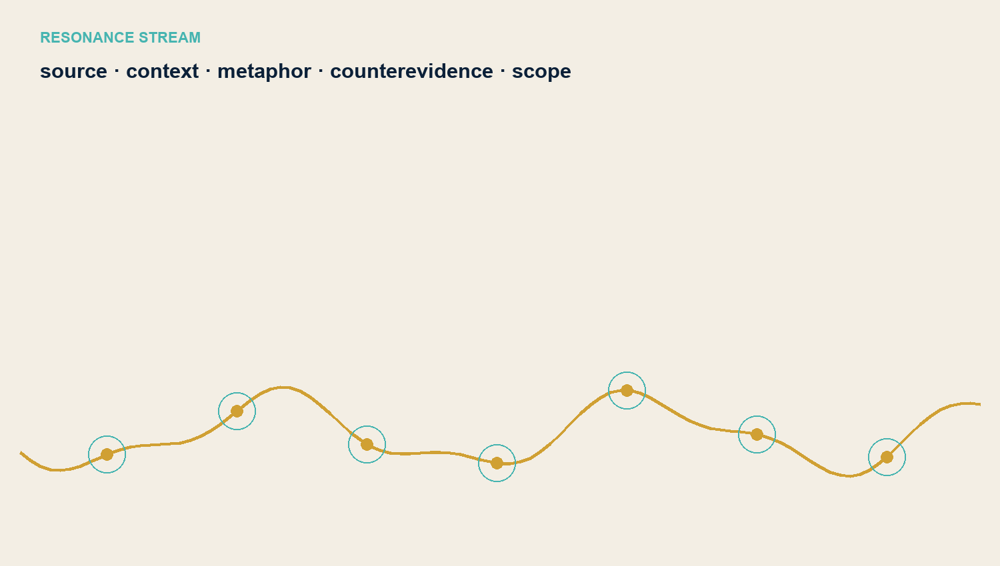 RESONANCE STREAM
source · context · metaphor · counterevidence · scope